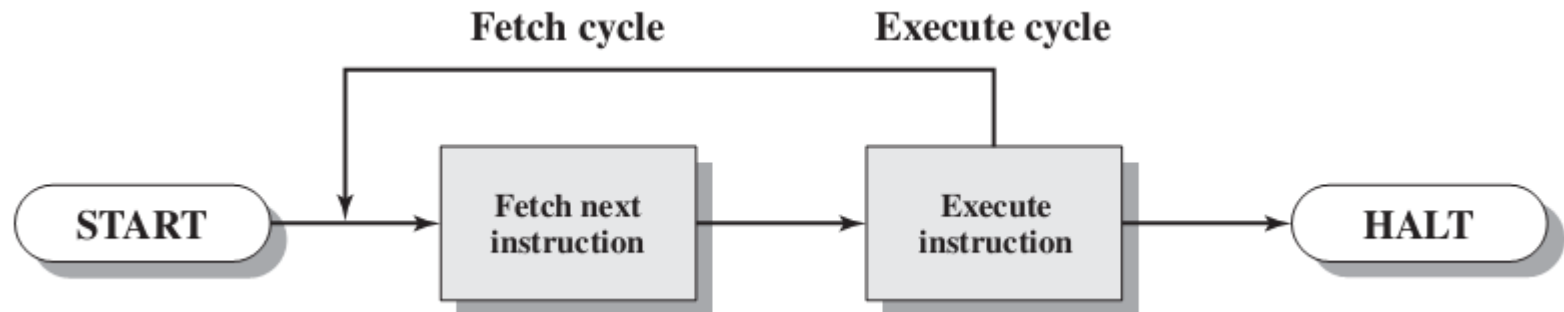 Fetch cycle
Execute cycle
START
Fetch next
instruction
Execute
instruction
HALT